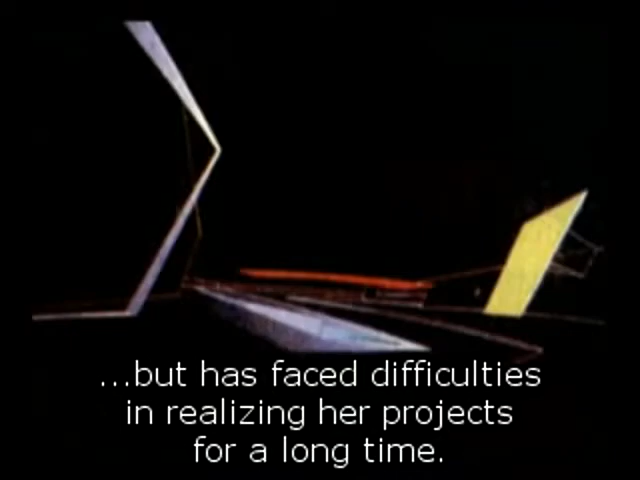 ...but has faced difficulties
in realizing her projects
for a long time.